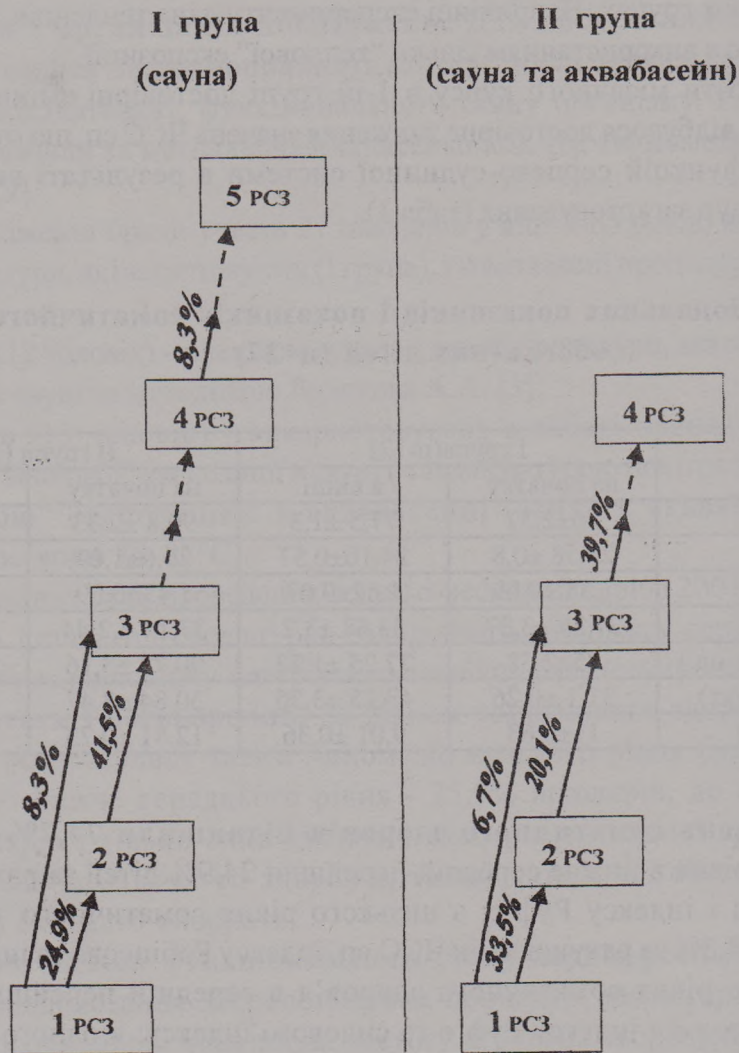 I група
(сауна)
5 РСЗ
8,3%
4 РСЗ
3 РСЗ
8,3%
41,5%
2 РСЗ
24,9%
1 РСЗ
II група
(сауна та аквабасейн)
4 РСЗ
39,7%
3 РСЗ
6,7%
20,1%
2 РСЗ
33,5%
1 РСЗ